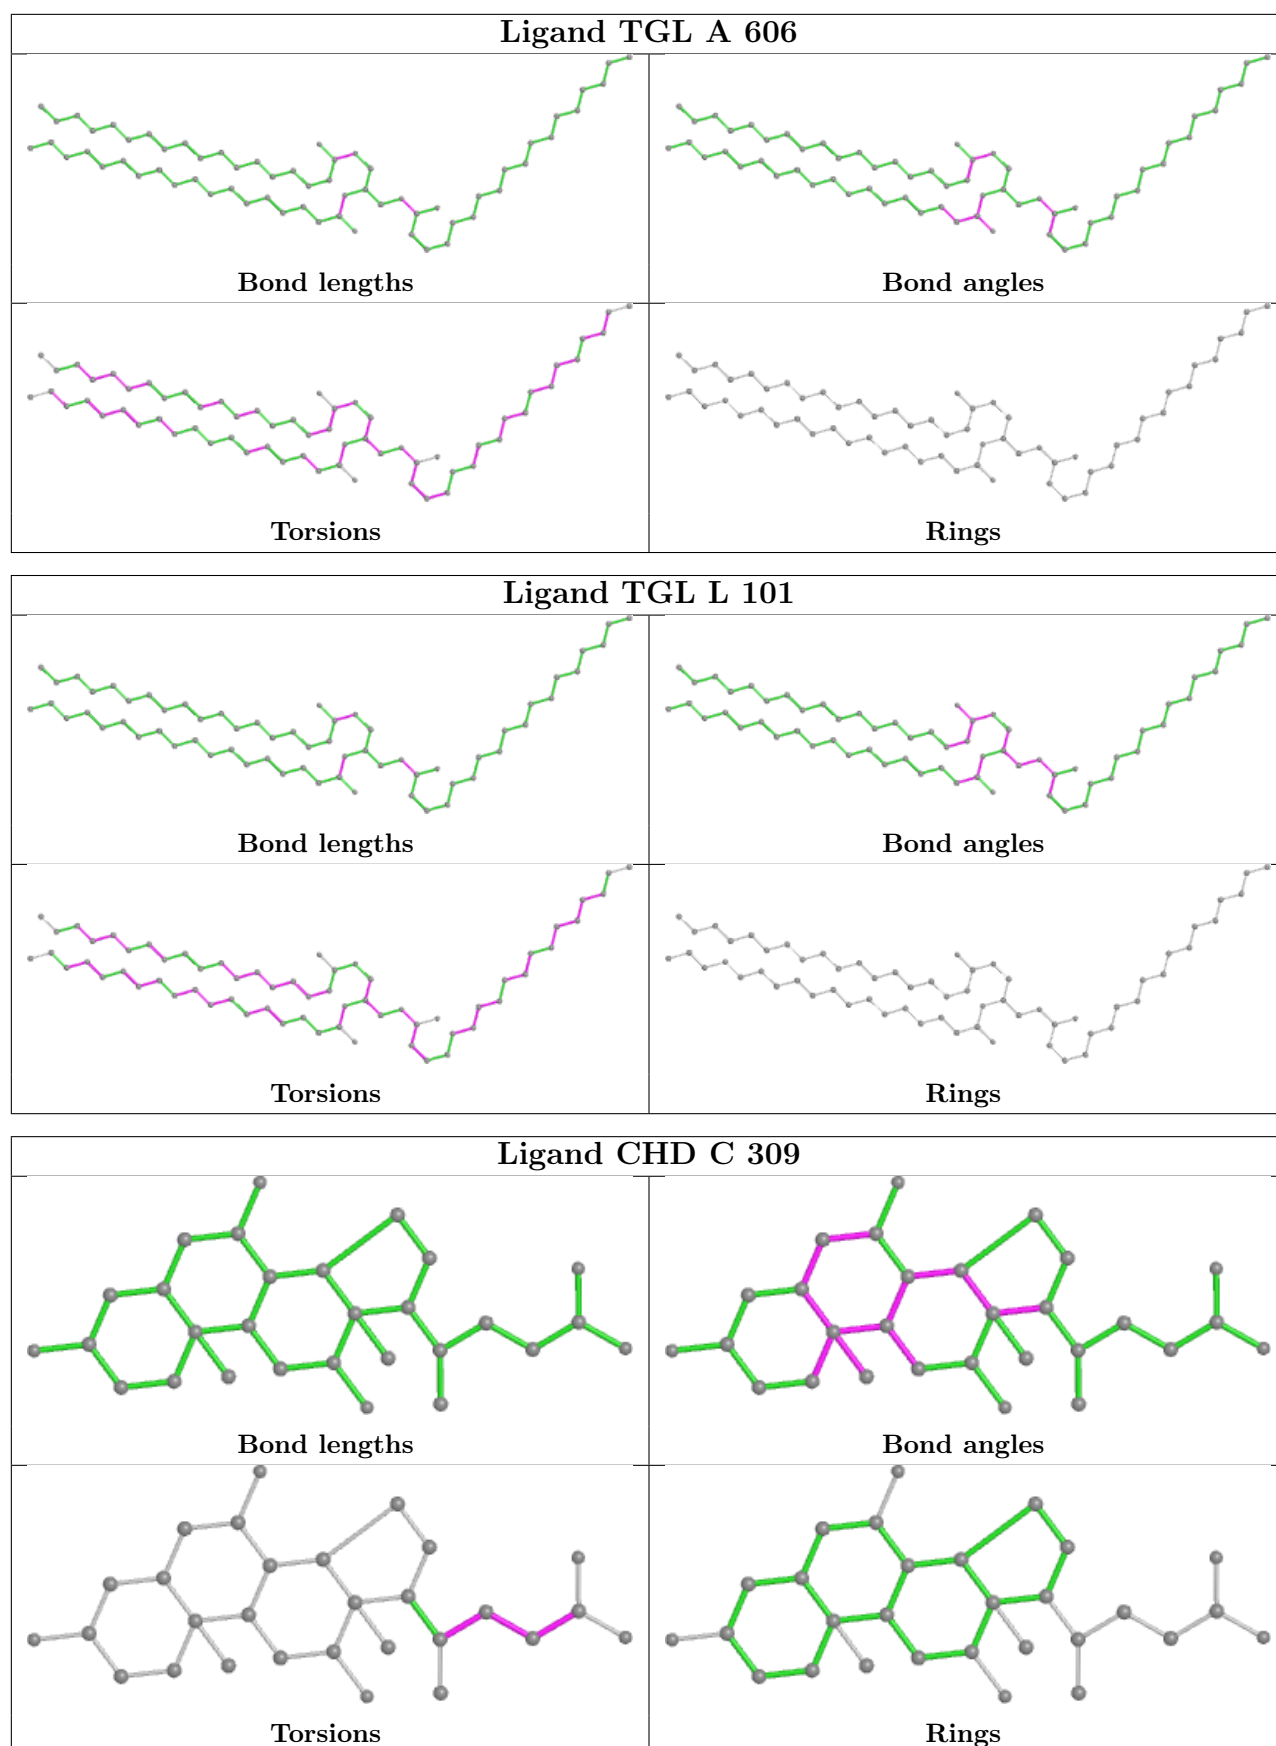 Ligand TGL A 606
Bond lengths
Bond angles
Torsions
Rings
Ligand TGL L 101
Bond lengths
Bond angles
Torsions
Rings
Ligand CHD C 309
Bond lengths
Bond angles
Torsions
Rings